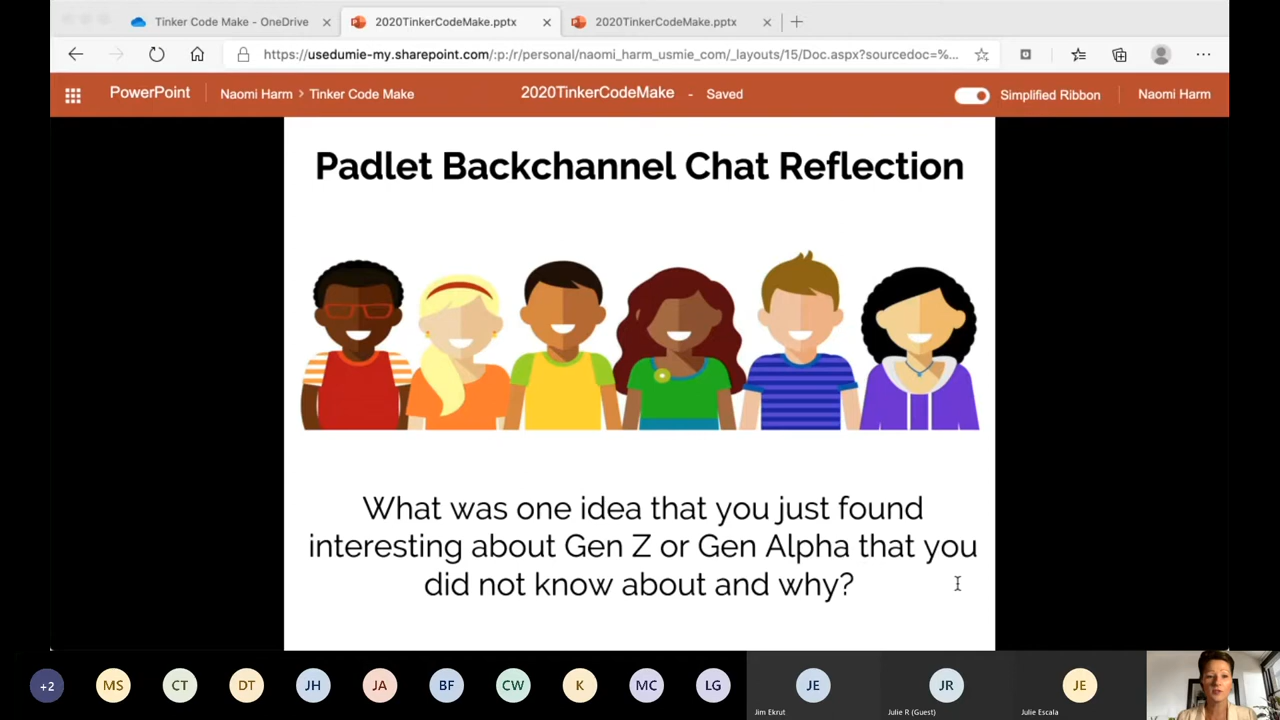 Tinker Code Make - OneDrive
2020TinkerCodeMake.pptx
2020TinkerCodeMake.pptx
https://usedumie-my.sharepoint.com/:p:/r/personal/naomi_harm_usmie_com/_layouts/15/Doc.aspx?sourcedoc=%...
PowerPoint
Naomi Harm > Tinker Code Make
2020TinkerCodeMake - Saved
Simplified Ribbon
Naomi Harm
Padlet Backchannel Chat Reflection
What was one idea that you just found
interesting about Gen Z or Gen Alpha that you
did not know about and why?
+2
MS
CT
DT
JH
JA
BF
CW
K
MC
LG
JE
JR
JE
Jim Ekrut
Julie R (Guest)
Julie Escala